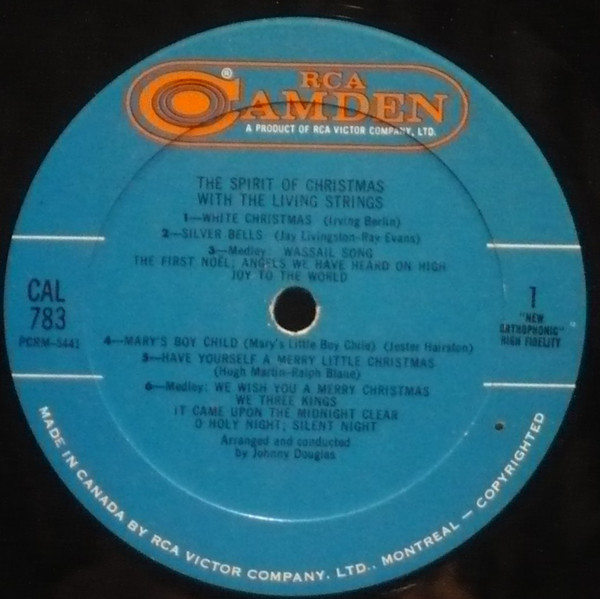 RCA
CAMDEN
®
A PRODUCT OF RCA VICTOR COMPANY, LTD.
THE SPIRIT OF CHRISTMAS
WITH THE LIVING STRINGS
1—WHITE CHRISTMAS (Irving Berlin)
2—SILVER BELLS (Jay Livingston-Ray Evans)
3—Medley: WASSAIL SONG
THE FIRST NOËL; ANGELS WE HAVE HEARD ON HIGH
JOY TO THE WORLD
CAL
783
PCRM-5441
1
"NEW
ORTHOPHONIC"
HIGH FIDELITY
4—MARY'S BOY CHILD (Mary's Little Boy Child) (Jester Hairston)
5—HAVE YOURSELF A MERRY LITTLE CHRISTMAS
(Hugh Martin-Ralph Blane)
6—Medley: WE WISH YOU A MERRY CHRISTMAS
WE THREE KINGS
IT CAME UPON THE MIDNIGHT CLEAR
O HOLY NIGHT; SILENT NIGHT
Arranged and conducted
by Johnny Douglas
MADE IN CANADA BY RCA VICTOR COMPANY, LTD., MONTREAL — COPYRIGHTED